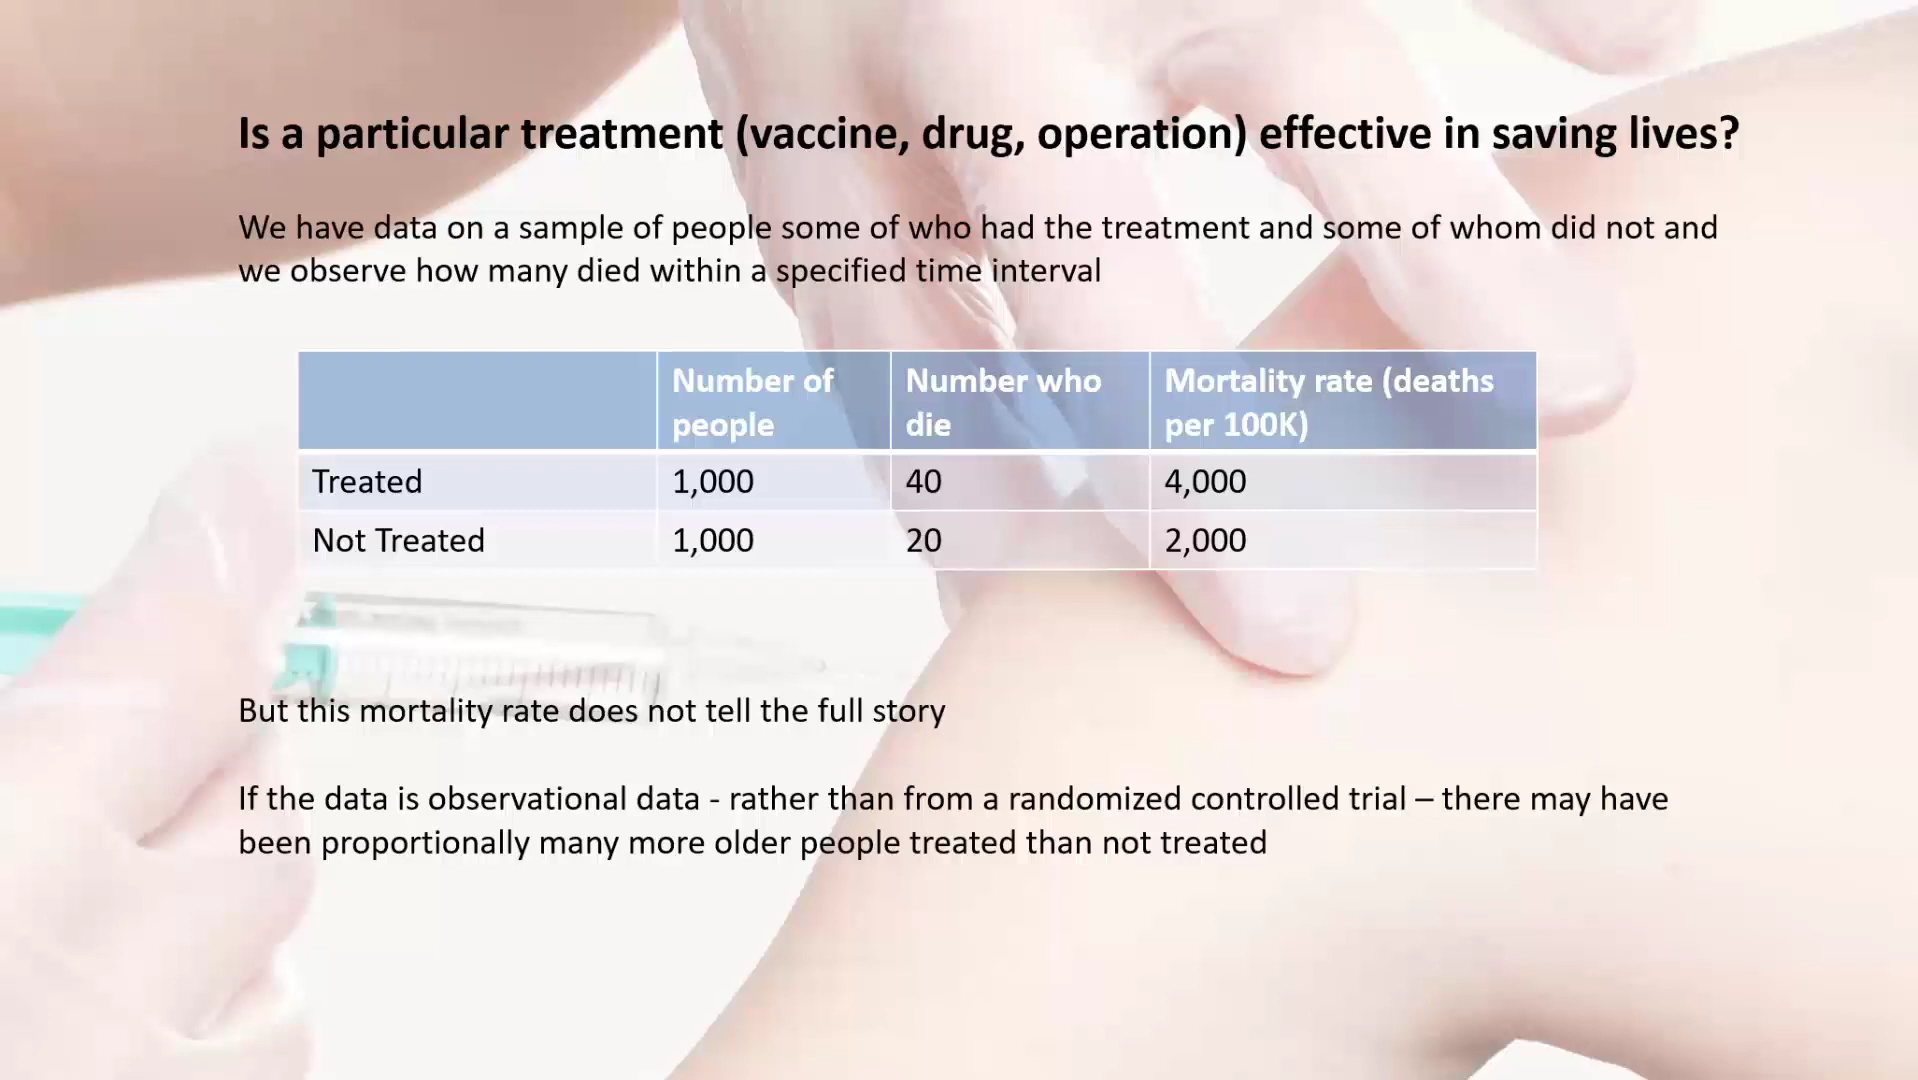 Is a particular treatment (vaccine, drug, operation) effective in saving lives?
We have data on a sample of people some of who had the treatment and some of whom did not and
we observe how many died within a specified time interval
Number of people Number who die Mortality rate (deaths per 100K)
Treated 1,000 40 4,000
Not Treated 1,000 20 2,000
But this mortality rate does not tell the full story
If the data is observational data - rather than from a randomized controlled trial – there may have
been proportionally many more older people treated than not treated